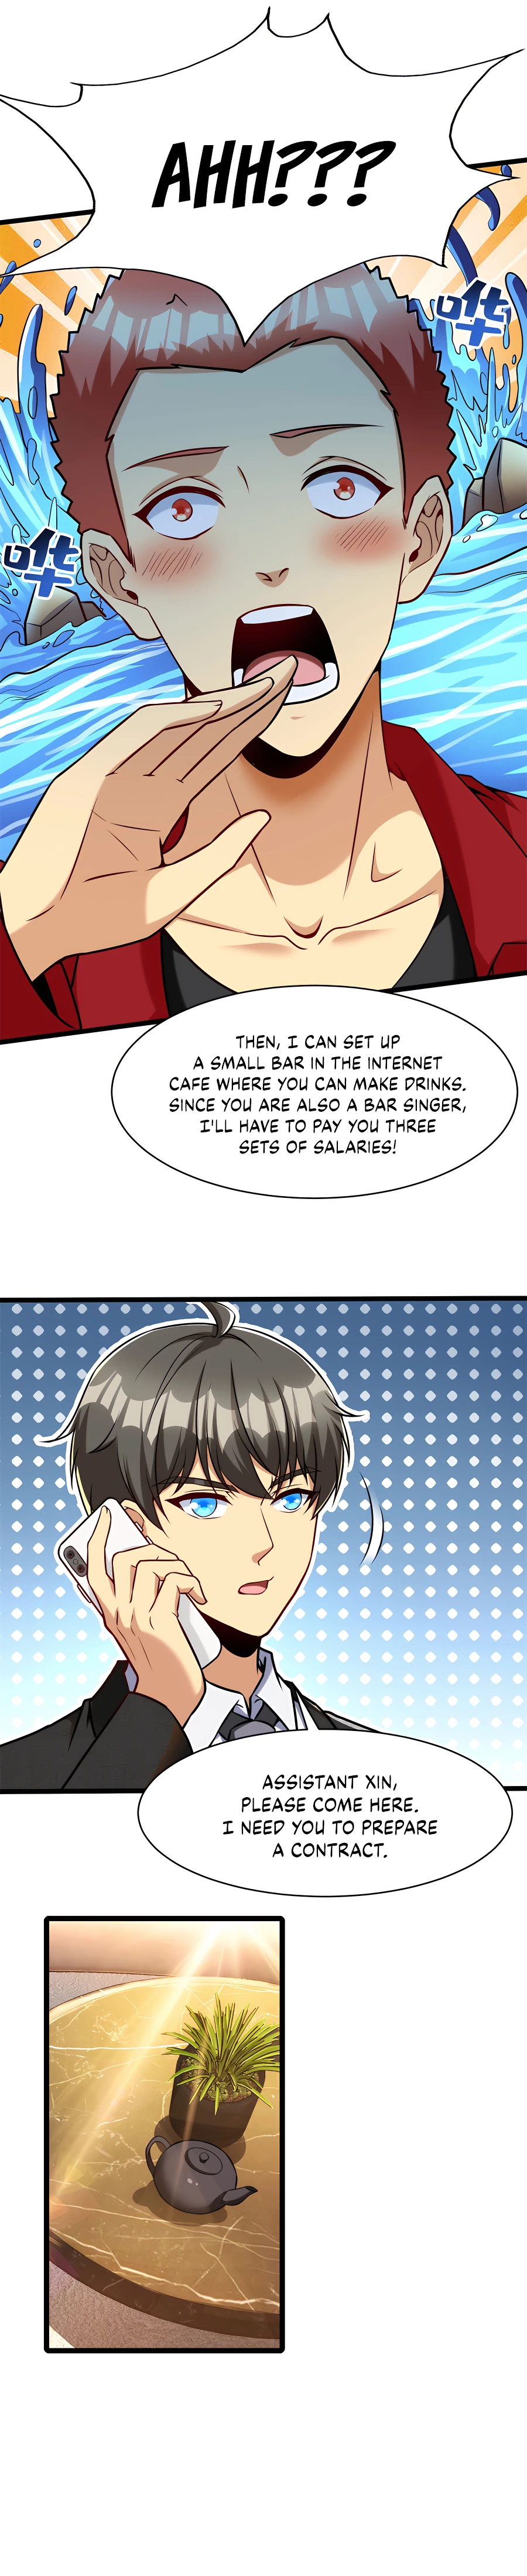 AHH???
哗
哗
THEN, I CAN SET UP
A SMALL BAR IN THE INTERNET
CAFE WHERE YOU CAN MAKE DRINKS.
SINCE YOU ARE ALSO A BAR SINGER,
I'LL HAVE TO PAY YOU THREE
SETS OF SALARIES!
ASSISTANT XIN,
PLEASE COME HERE.
I NEED YOU TO PREPARE
A CONTRACT.